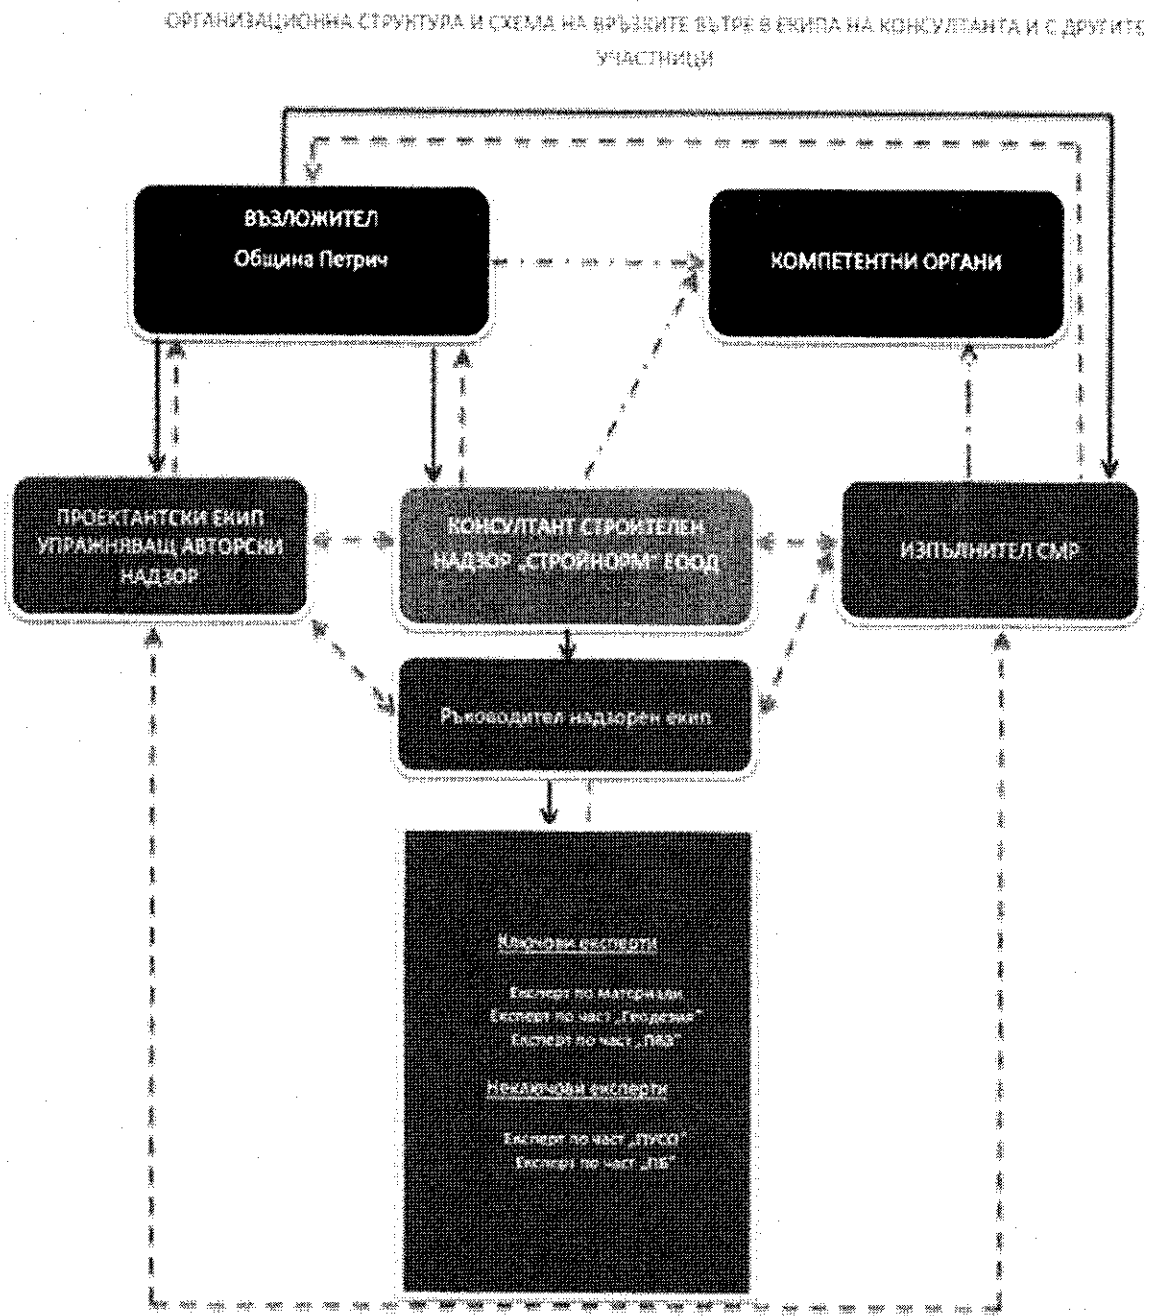 ОРГАНИЗАЦИОННА СТРУКТУРА И СХЕМА НА ВРЪЗКИТЕ ВЪТРЕ В ЕКИПА НА КОНСУЛТАНТА И С ДРУГИТЕ
УЧАСТНИЦИ
ВЪЗЛОЖИТЕЛ
Община Петрич
КОМПЕТЕНТНИ ОРГАНИ
ПРОЕКТАНТСКИ ЕКИП
УПРАЖНЯВАЩ АВТОРСКИ
НАДЗОР
КОНСУЛТАНТ СТРОИТЕЛЕН
НАДЗОР „СТРОЙНОРМ" ЕООД
ИЗПЪЛНИТЕЛ СМР
Ръководител надзорен екип
Ключови експерти
Експерт по материали
Експерт по част „Геодезия"
Експерт по част „ПАБ"
Неключови експерти
Експерт по част „ПУСО"
Експерт по част „ПБ"